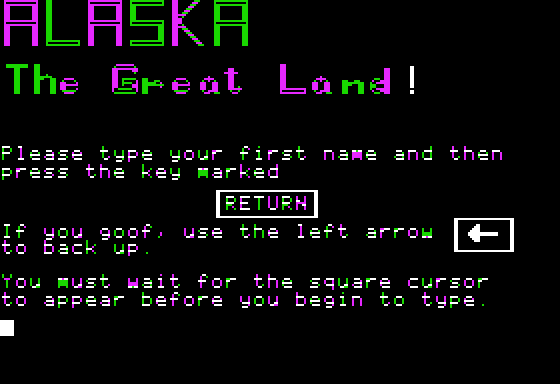 ALASKA
The Great Land!
Please type your first name and then
press the key marked
RETURN
If you goof, use the left arrow ←
to back up.
You must wait for the square cursor
to appear before you begin to type.